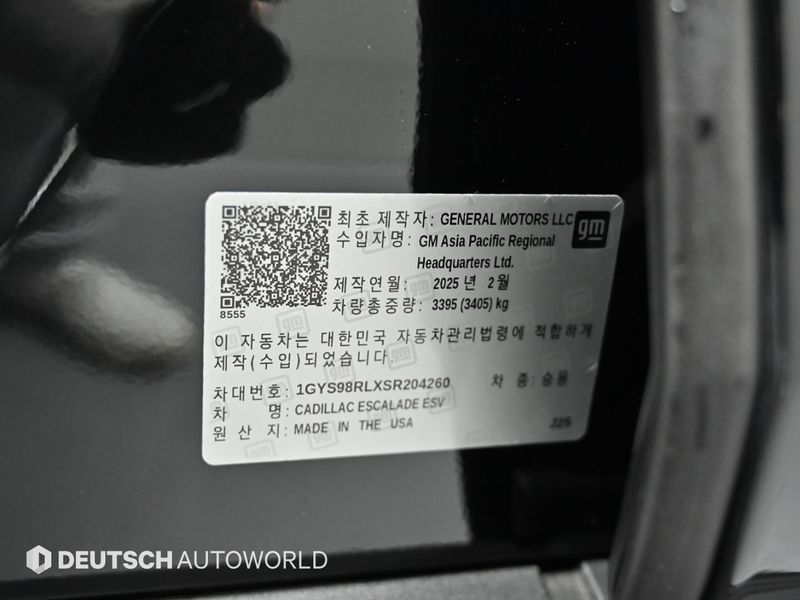 최초 제작자: GENERAL MOTORS LLC
gm
수입자명: GM Asia Pacific Regional
Headquarters Ltd.
제작연월: 2025 년 2 월
차량총중량: 3395 (3405) kg
8555
이 자동차는 대한민국 자동차관리법령에 적합하게
제작(수입)되었습니다.
차대번호: 1GYS98RLXSR204260 차 종: 승용
차 명: CADILLAC ESCALADE ESV
원 산 지: MADE IN THE USA
J25
DEUTSCH AUTOWORLD